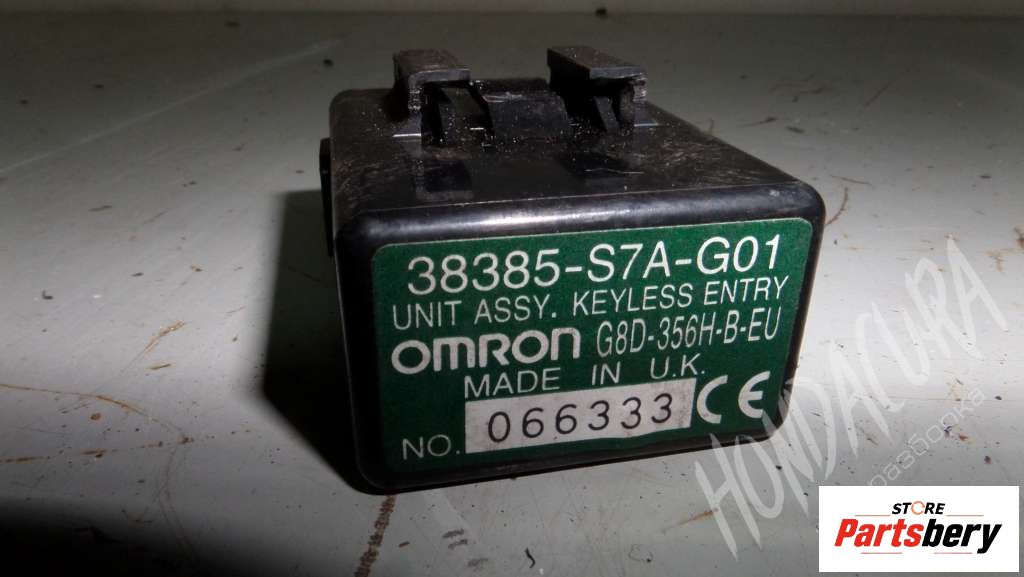 38385-S7A-G01
UNIT ASSY. KEYLESS ENTRY
OMRON G8D-356H-B-EU
MADE IN U.K.
NO. 066333 CE
HONDACURA
разборка
STORE
Partsbery